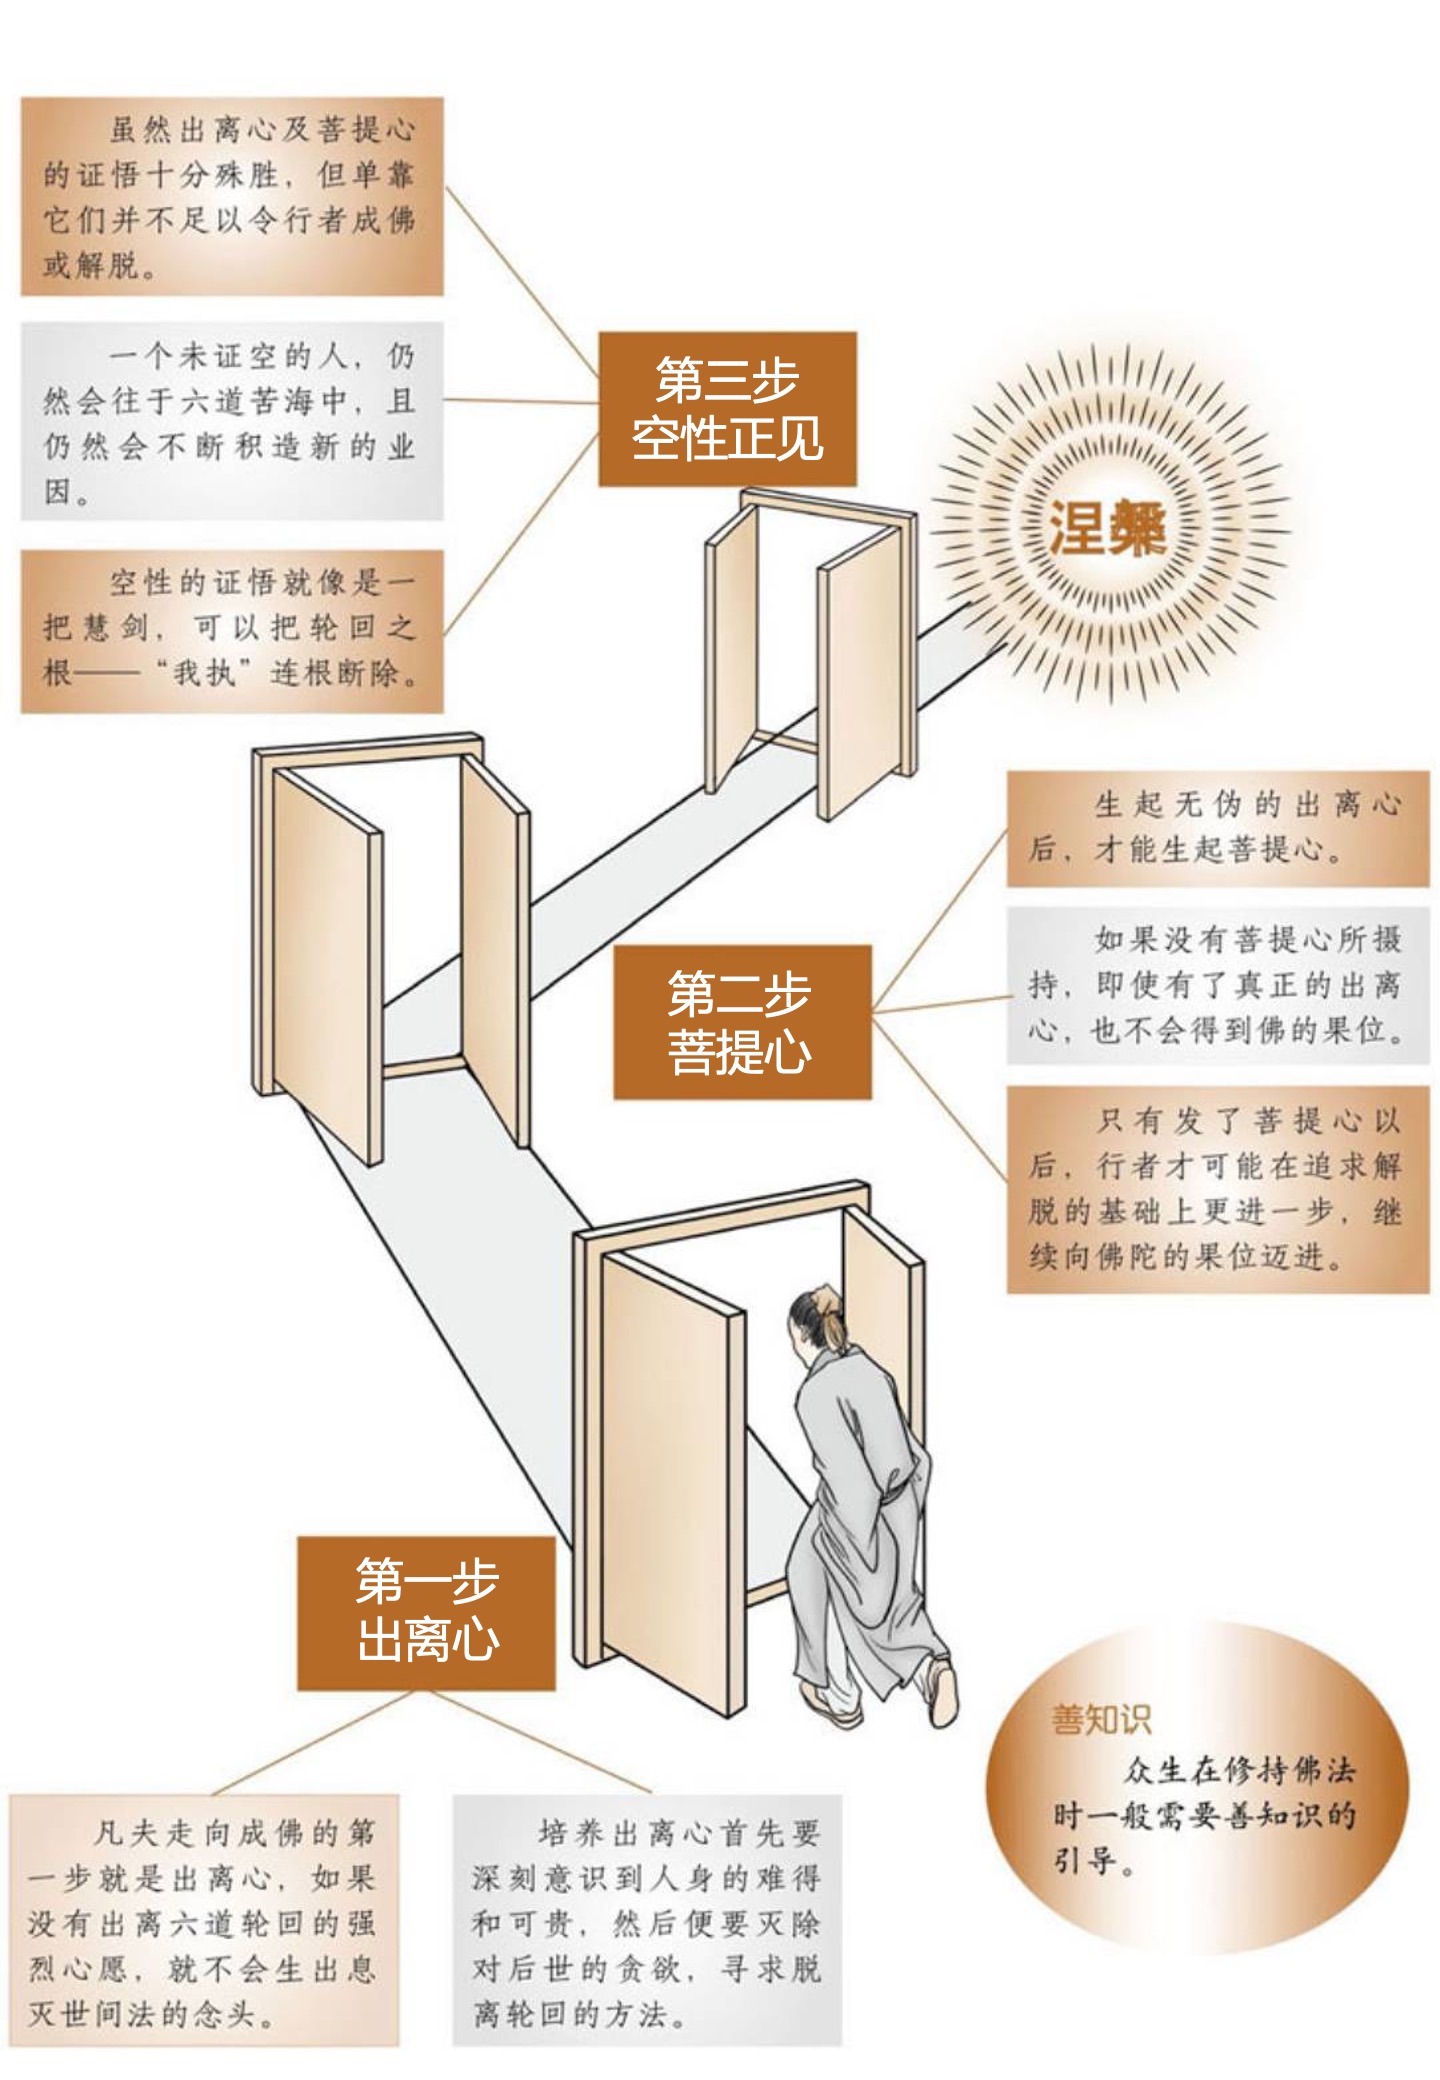 虽然出离心及菩提心
的证悟十分殊胜，但单靠
它们并不足以令行者成佛
或解脱。
一个未证空的人，仍
然会往于六道苦海中，且
仍然会不断积造新的业
因。
空性的证悟就像是一
把慧剑，可以把轮回之
根——“我执”连根断除。
第三步
空性正见
涅槃
生起无伪的出离心
后，才能生起菩提心。
如果没有菩提心所摄
持，即使有了真正的出离
心，也不会得到佛的果位。
只有发了菩提心以
后，行者才可能在追求解
脱的基础上更进一步，继
续向佛陀的果位迈进。
第二步
菩提心
第一步
出离心
凡夫走向成佛的第
一步就是出离心，如果
没有出离六道轮回的强
烈心愿，就不会生出息
灭世间法的念头。
培养出离心首先要
深刻意识到人身的难得
和可贵，然后便要灭除
对后世的贪欲，寻求脱
离轮回的方法。
善知识
众生在修持佛法
时一般需要善知识的
引导。